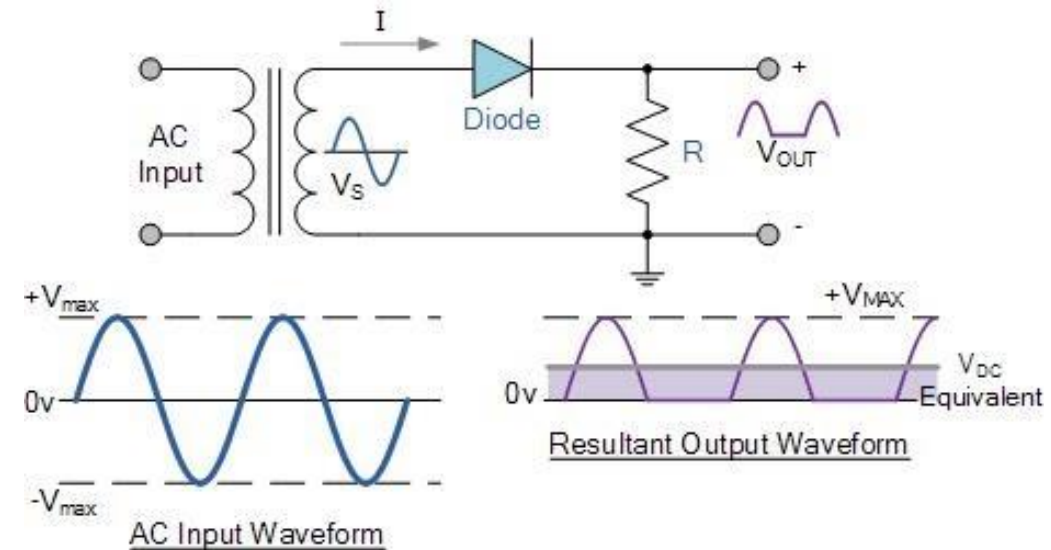 I
+
AC
Input
VS
Diode
R
VOUT
-
+Vmax
0v
-Vmax
AC Input Waveform
+VMAX
0v
VDC
Equivalent
Resultant Output Waveform